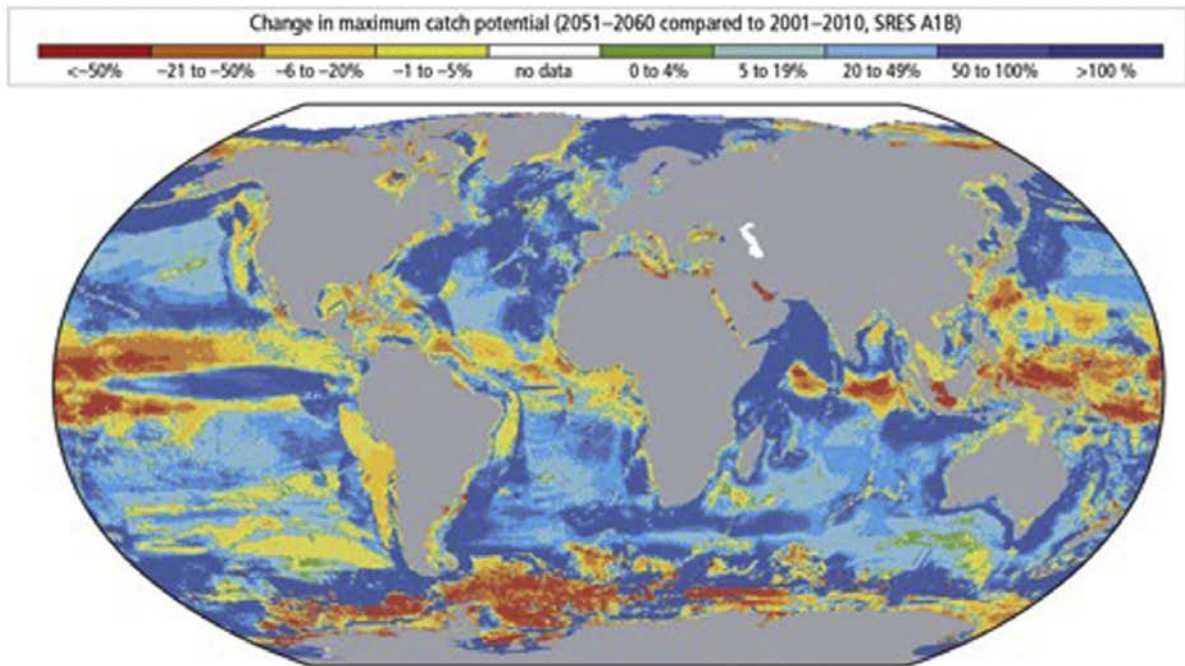 Change in maximum catch potential (2051–2060 compared to 2001–2010, SRES A1B)
<–50% –21 to –50% –6 to –20% –1 to –5% no data 0 to 4% 5 to 19% 20 to 49% 50 to 100% >100 %